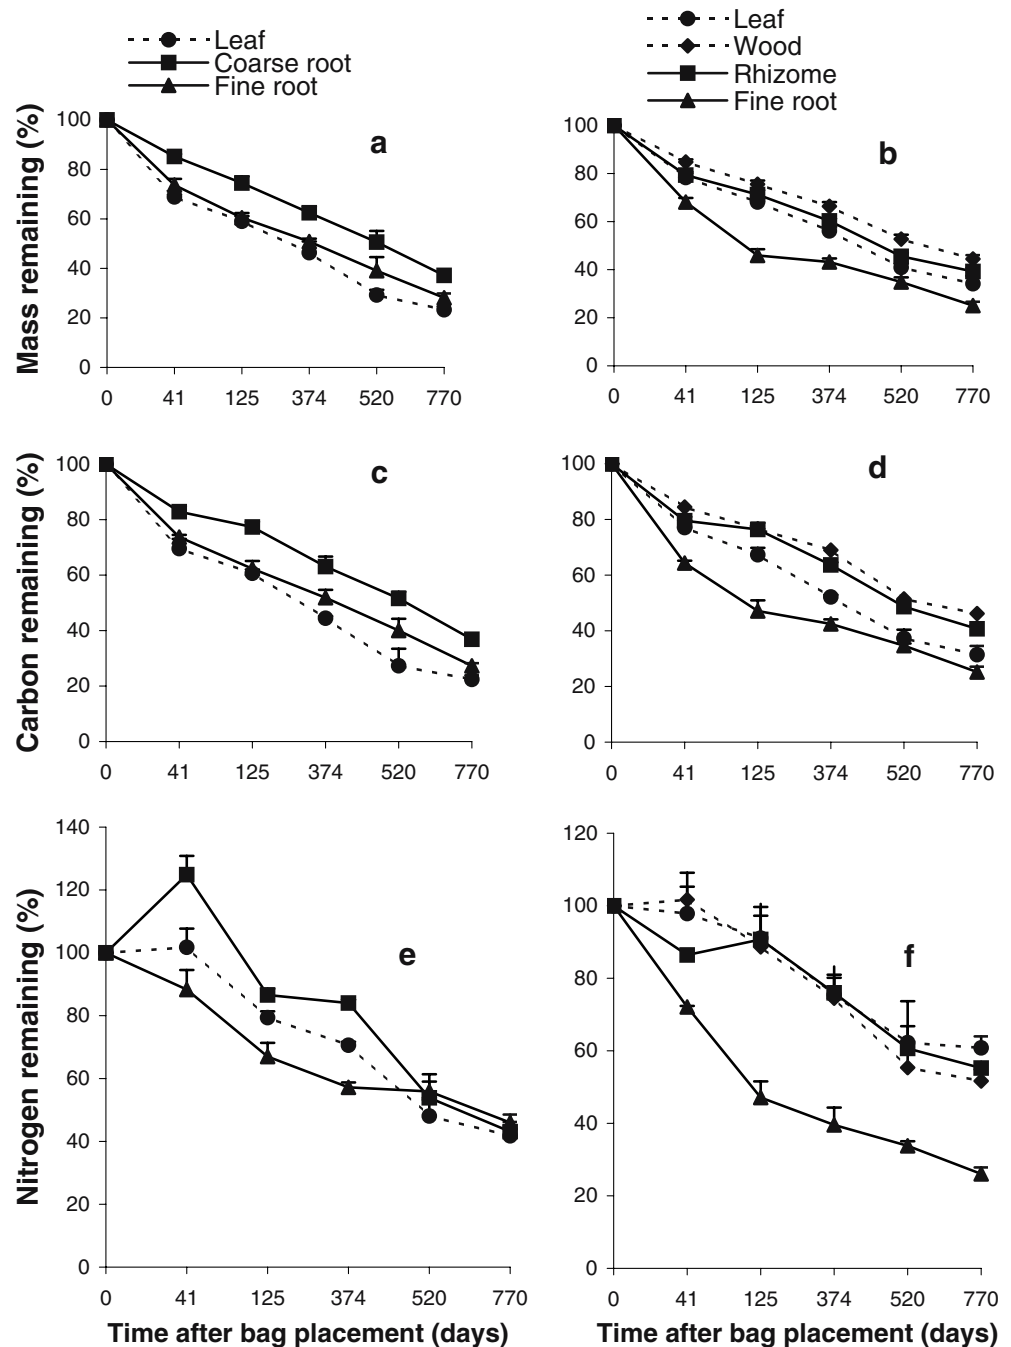 Leaf
Coarse root
Fine root
Leaf
Wood
Rhizome
Fine root
Mass remaining (%)
100
80
60
40
20
0
a
0 41 125 374 520 770
100
80
60
40
20
0
b
0 41 125 374 520 770
Carbon remaining (%)
100
80
60
40
20
0
c
0 41 125 374 520 770
100
80
60
40
20
0
d
0 41 125 374 520 770
Nitrogen remaining (%)
140
120
100
80
60
40
20
0
e
0 41 125 374 520 770
Time after bag placement (days)
120
100
80
60
40
20
0
f
0 41 125 374 520 770
Time after bag placement (days)